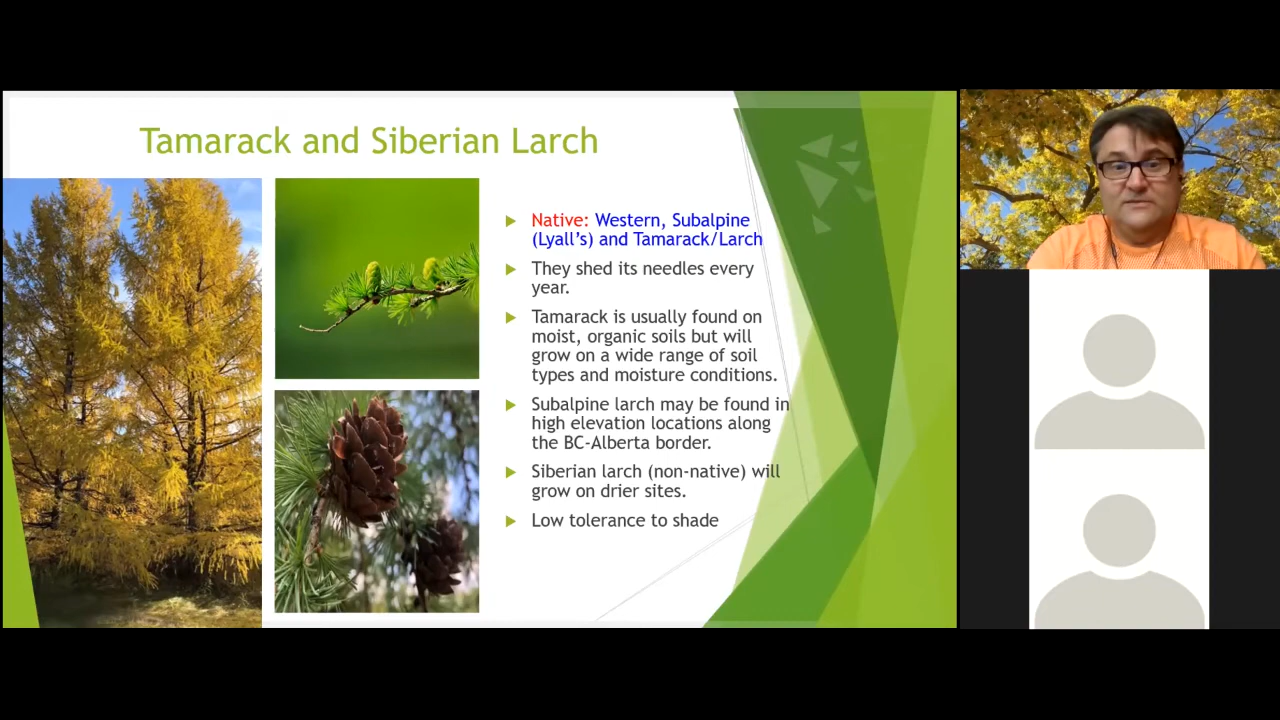 Tamarack and Siberian Larch
Native: Western, Subalpine
(Lyall's) and Tamarack/Larch
They shed its needles every
year.
Tamarack is usually found on
moist, organic soils but will
grow on a wide range of soil
types and moisture conditions.
Subalpine larch may be found in
high elevation locations along
the BC-Alberta border.
Siberian larch (non-native) will
grow on drier sites.
Low tolerance to shade